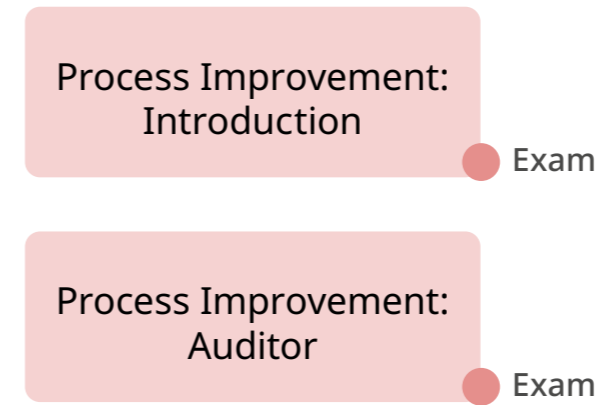 Process Improvement:
Introduction
Exam
Process Improvement:
Auditor
Exam